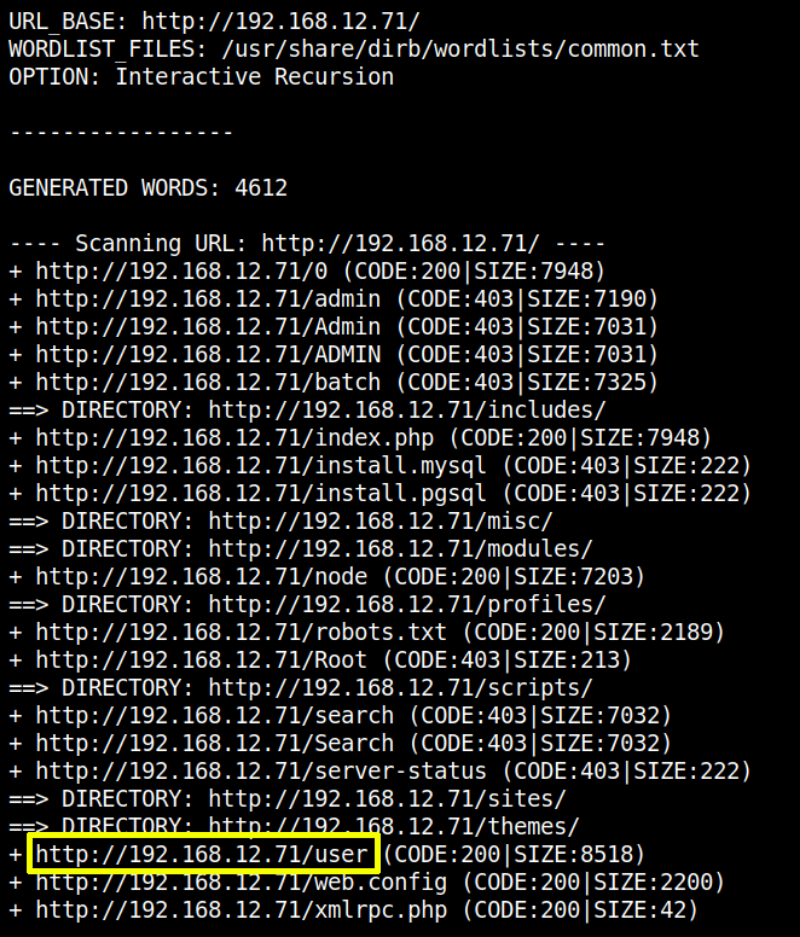 URL_BASE: http://192.168.12.71/
WORDLIST_FILES: /usr/share/dirb/wordlists/common.txt
OPTION: Interactive Recursion
-----------------
GENERATED WORDS: 4612
---- Scanning URL: http://192.168.12.71/ ----
+ http://192.168.12.71/0 (CODE:200|SIZE:7948)
+ http://192.168.12.71/admin (CODE:403|SIZE:7190)
+ http://192.168.12.71/Admin (CODE:403|SIZE:7031)
+ http://192.168.12.71/ADMIN (CODE:403|SIZE:7031)
+ http://192.168.12.71/batch (CODE:403|SIZE:7325)
==> DIRECTORY: http://192.168.12.71/includes/
+ http://192.168.12.71/index.php (CODE:200|SIZE:7948)
+ http://192.168.12.71/install.mysql (CODE:403|SIZE:222)
+ http://192.168.12.71/install.pgsql (CODE:403|SIZE:222)
==> DIRECTORY: http://192.168.12.71/misc/
==> DIRECTORY: http://192.168.12.71/modules/
+ http://192.168.12.71/node (CODE:200|SIZE:7203)
==> DIRECTORY: http://192.168.12.71/profiles/
+ http://192.168.12.71/robots.txt (CODE:200|SIZE:2189)
+ http://192.168.12.71/Root (CODE:403|SIZE:213)
==> DIRECTORY: http://192.168.12.71/scripts/
+ http://192.168.12.71/search (CODE:403|SIZE:7032)
+ http://192.168.12.71/Search (CODE:403|SIZE:7032)
+ http://192.168.12.71/server-status (CODE:403|SIZE:222)
==> DIRECTORY: http://192.168.12.71/sites/
==> DIRECTORY: http://192.168.12.71/themes/
+ http://192.168.12.71/user (CODE:200|SIZE:8518)
+ http://192.168.12.71/web.config (CODE:200|SIZE:2200)
+ http://192.168.12.71/xmlrpc.php (CODE:200|SIZE:42)